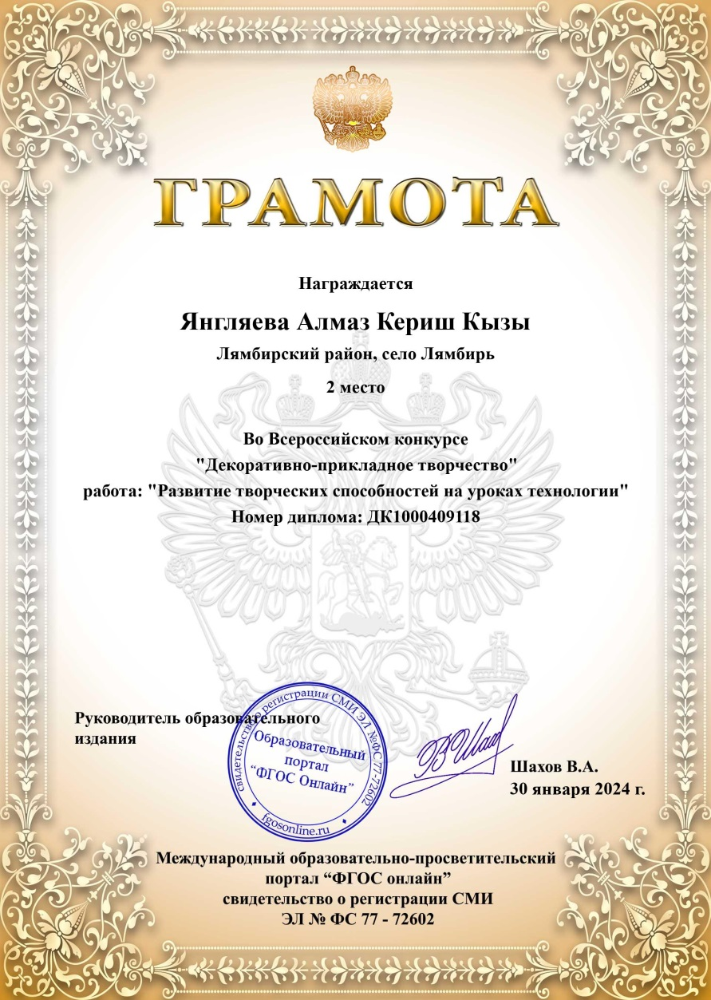 ГРАМОТА
Награждается
Янгляева Алмаз Кериш Кызы
Лямбирский район, село Лямбирь
2 место
Во Всероссийском конкурсе
"Декоративно-прикладное творчество"
работа: "Развитие творческих способностей на уроках технологии"
Номер диплома: ДК1000409118
Руководитель образовательного
издания
свидетельство о регистрации СМИ ЭЛ №ФС 77-72602
Образовательный
портал
“ФГОС Онлайн”
fgosonline.ru
Шахов В.А.
30 января 2024 г.
Международный образовательно-просветительский
портал “ФГОС онлайн”
свидетельство о регистрации СМИ
ЭЛ № ФС 77 - 72602